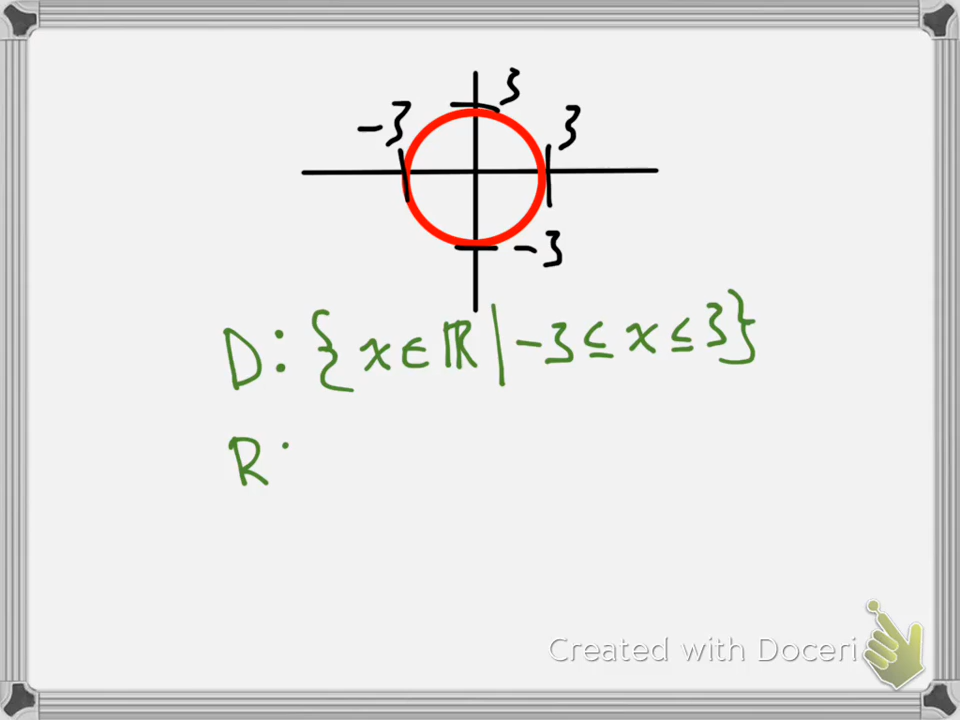 3
-3 3
-3
D: {x ∈ ℝ | -3 ≤ x ≤ 3}
R ·
Created with Doceri